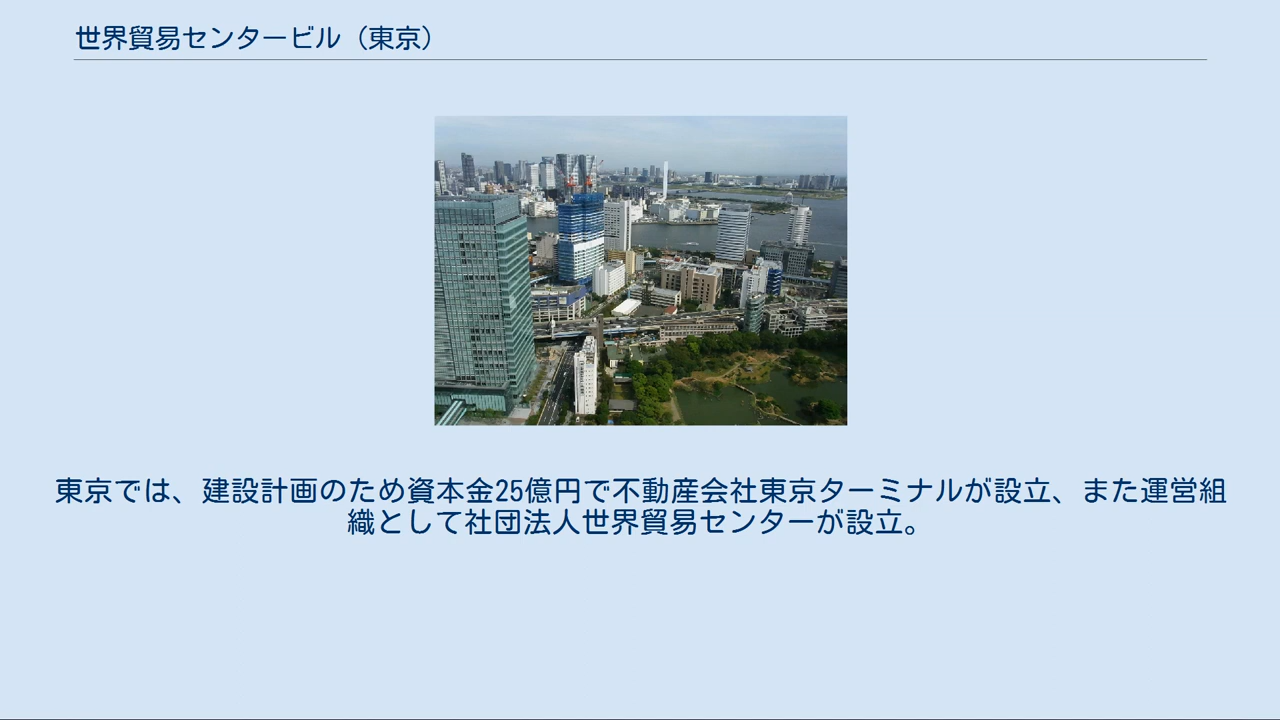 世界貿易センタービル（東京）
東京では、建設計画のため資本金25億円で不動産会社東京ターミナルが設立、また運営組
織として社団法人世界貿易センターが設立。